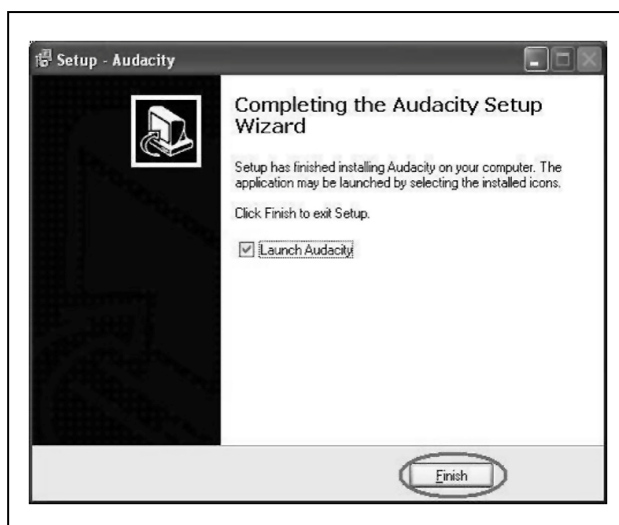 Setup - Audacity
Completing the Audacity Setup
Wizard
Setup has finished installing Audacity on your computer. The
application may be launched by selecting the installed icons.
Click Finish to exit Setup.
Launch Audacity
Finish